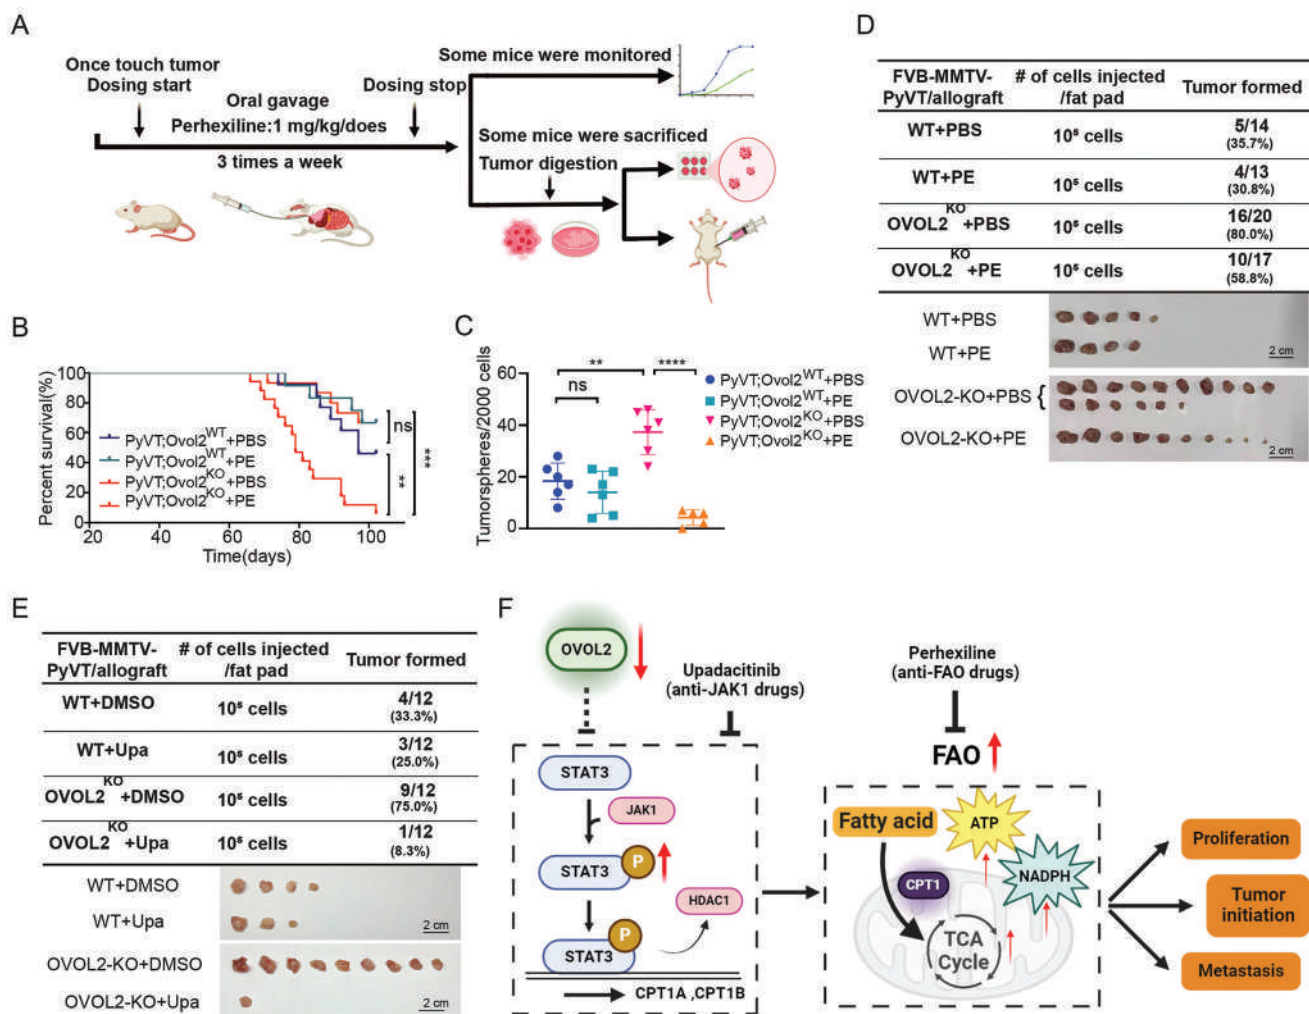 A
Once touch tumor
Dosing start
Oral gavage
Perhexiline:1 mg/kg/does
3 times a week
Dosing stop
Some mice were monitored
Some mice were sacrificed
Tumor digestion
B
Percent survival(%)
100
80
60
40
20
0
PyVT;Ovol2WT+PBS
PyVT;Ovol2WT+PE
PyVT;Ovol2KO+PBS
PyVT;Ovol2KO+PE
ns
**
***
20 40 60 80 100
Time(days)
C
Tumorspheres/2000 cells
60
40
20
0
**
ns
****
PyVT;Ovol2WT+PBS
PyVT;Ovol2WT+PE
PyVT;Ovol2KO+PBS
PyVT;Ovol2KO+PE
D
FVB-MMTV-PyVT/allograft # of cells injected/fat pad Tumor formed
WT+PBS 10⁵ cells 5/14
(35.7%)
WT+PE 10⁵ cells 4/13
(30.8%)
OVOL2KO+PBS 10⁵ cells 16/20
(80.0%)
OVOL2KO+PE 10⁵ cells 10/17
(58.8%)
WT+PBS
WT+PE
2 cm
OVOL2-KO+PBS {
OVOL2-KO+PE
2 cm
E
FVB-MMTV-PyVT/allograft # of cells injected/fat pad Tumor formed
WT+DMSO 10⁵ cells 4/12
(33.3%)
WT+Upa 10⁵ cells 3/12
(25.0%)
OVOL2KO+DMSO 10⁵ cells 9/12
(75.0%)
OVOL2KO+Upa 10⁵ cells 1/12
(8.3%)
WT+DMSO
WT+Upa
2 cm
OVOL2-KO+DMSO
OVOL2-KO+Upa
2 cm
F
OVOL2
Upadacitinib
(anti-JAK1 drugs)
STAT3
JAK1
STAT3
P
HDAC1
STAT3
P
CPT1A ,CPT1B
Perhexiline
(anti-FAO drugs)
FAO
Fatty acid
ATP
NADPH
CPT1
TCA
Cycle
Proliferation
Tumor
initiation
Metastasis